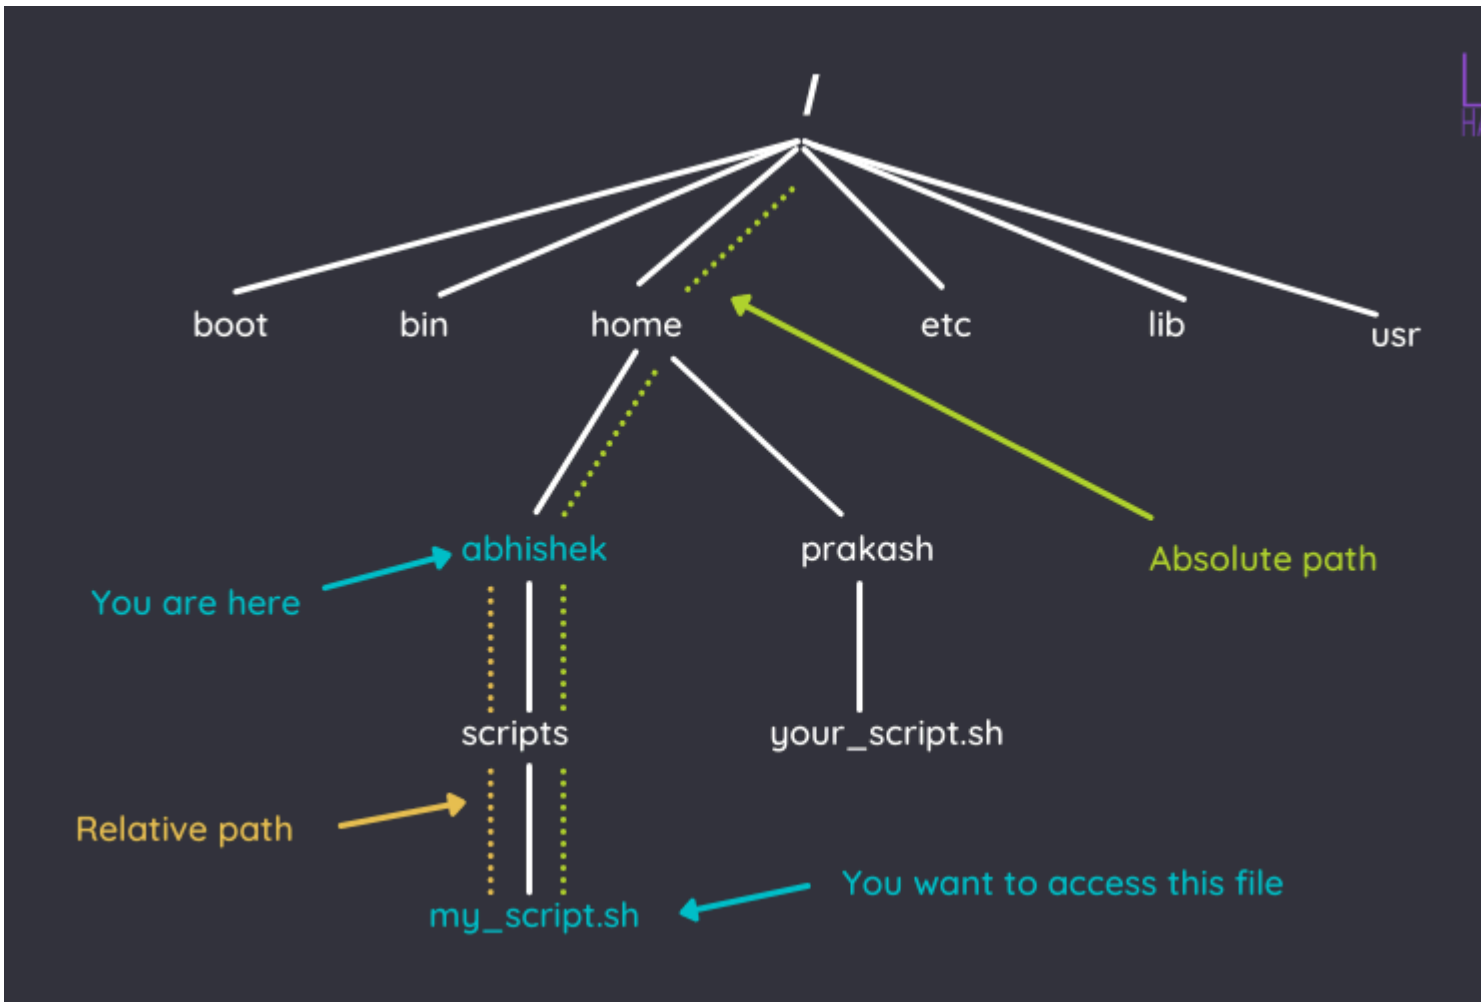 /
boot bin home etc lib usr
abhishek prakash
Absolute path
You are here
scripts your_script.sh
Relative path
You want to access this file
my_script.sh